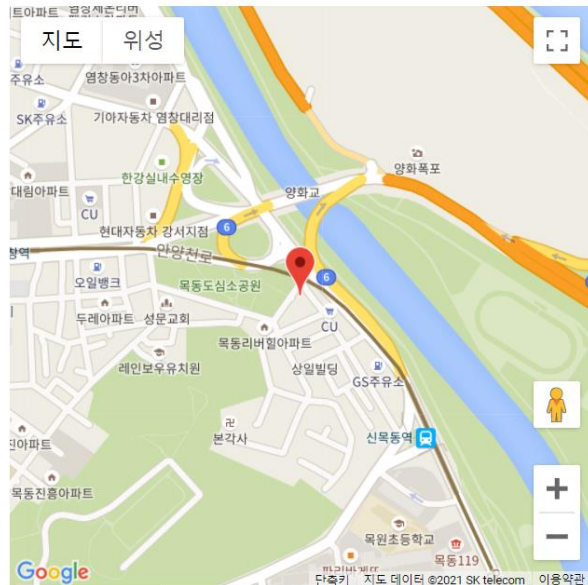 지도
위성
염창동아3차아파트
SK주유소
기아자동차 염창대리점
한강실내수영장
대림아파트
CU
양화교
양화폭포
현대자동차 강서지점
6
안양천로
창역
오일뱅크
목동도심소공원
6
두레아파트
성문교회
CU
목동리버힐아파트
레인보우유치원
상일빌딩
GS주유소
본각사
신목동역
목동진흥아파트
목원초등학교
목동119
Google
단축키
지도 데이터 ©2021 SK telecom
이용약관